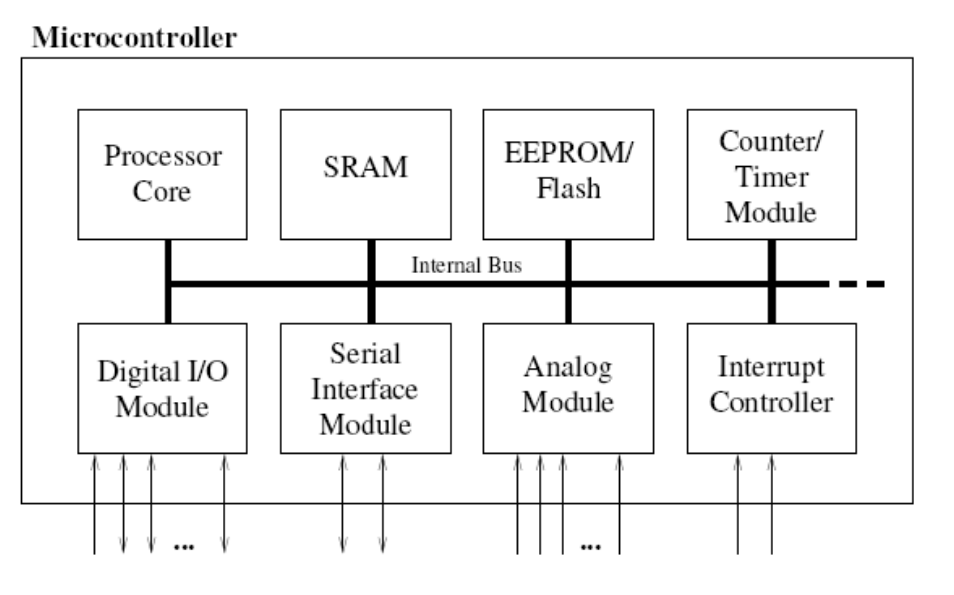 Microcontroller
Processor
Core
SRAM
EEPROM/
Flash
Counter/
Timer
Module
Internal Bus
Digital I/O
Module
Serial
Interface
Module
Analog
Module
Interrupt
Controller
...
...